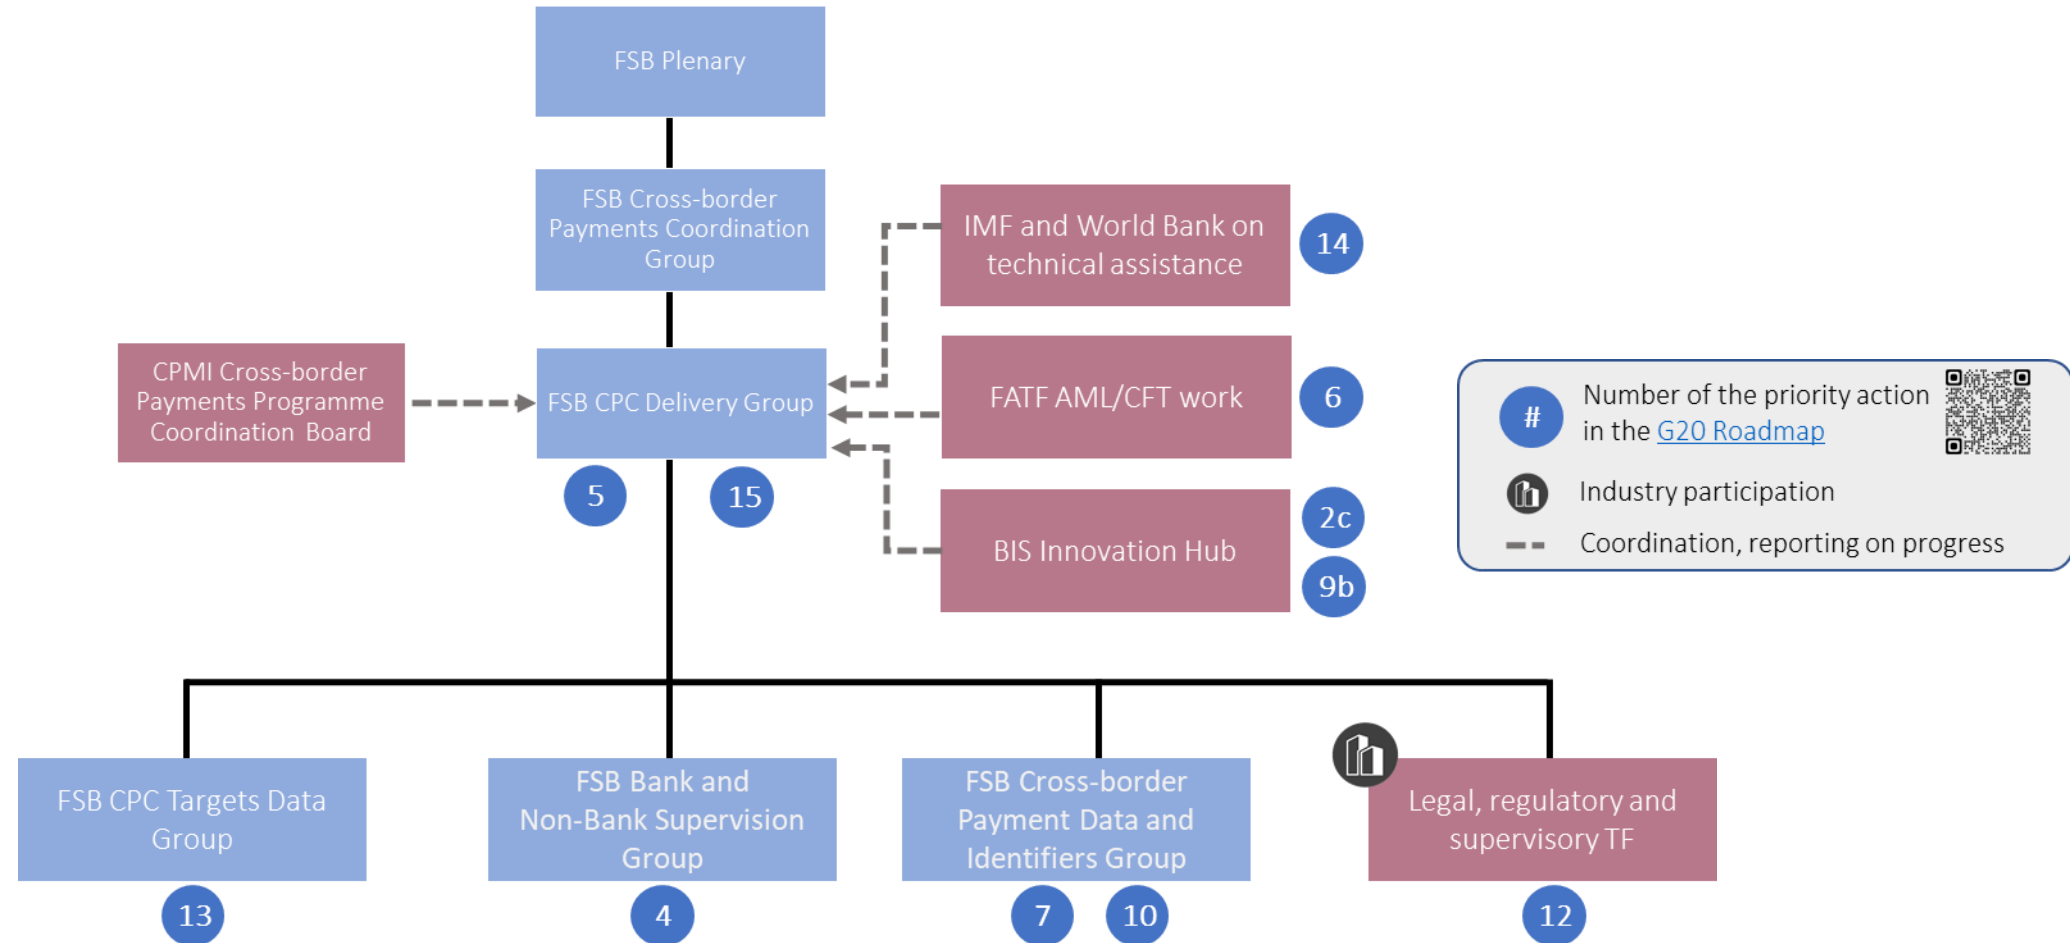 FSB Plenary
FSB Cross-border
Payments Coordination
Group
IMF and World Bank on
technical assistance
14
CPMI Cross-border
Payments Programme
Coordination Board
FSB CPC Delivery Group
FATF AML/CFT work
6
5
15
BIS Innovation Hub
2c
9b
#
Number of the priority action
in the G20 Roadmap
Industry participation
Coordination, reporting on progress
FSB CPC Targets Data
Group
13
FSB Bank and
Non-Bank Supervision
Group
4
FSB Cross-border
Payment Data and
Identifiers Group
7
10
Legal, regulatory and
supervisory TF
12